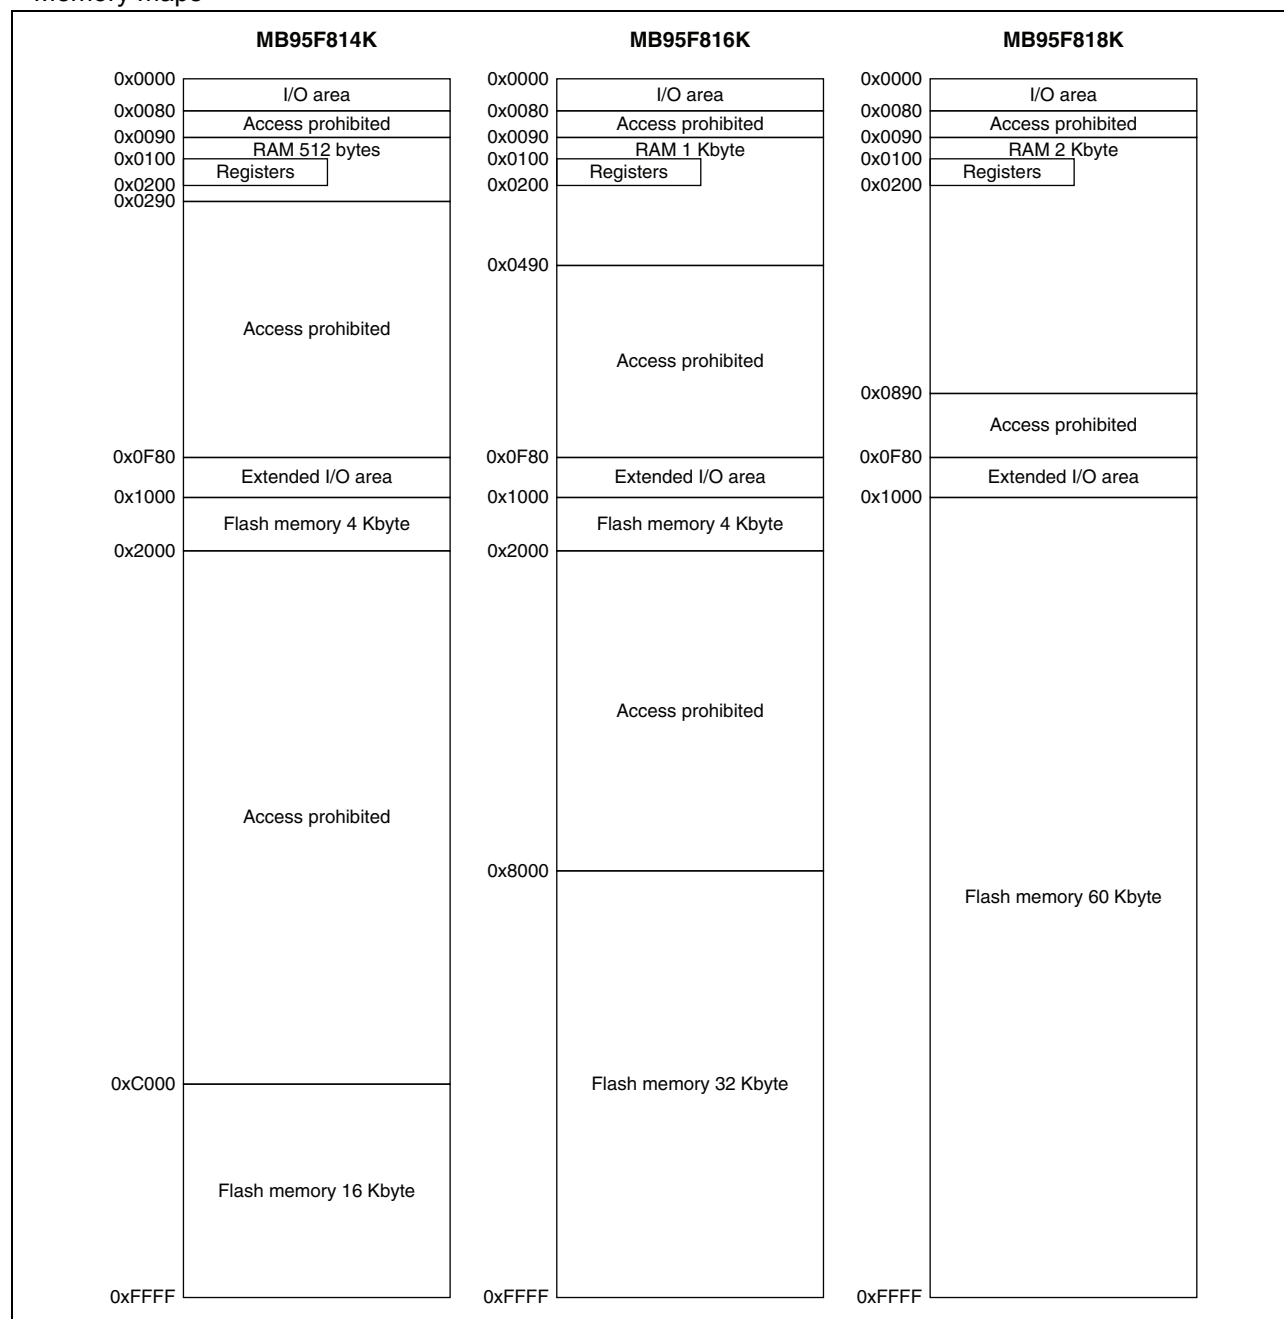 Memory maps
MB95F814K MB95F816K MB95F818K
0x0000 I/O area 0x0000 I/O area 0x0000 I/O area
0x0080 0x0080 0x0080
Access prohibited Access prohibited Access prohibited
0x0090 0x0090 0x0090
RAM 512 bytes RAM 1 Kbyte RAM 2 Kbyte
0x0100 0x0100 0x0100
Registers Registers Registers
0x0200 0x0200 0x0200
0x0290
0x0490
Access prohibited
Access prohibited
0x0890
Access prohibited
0x0F80 0x0F80 0x0F80
Extended I/O area Extended I/O area Extended I/O area
0x1000 0x1000 0x1000
Flash memory 4 Kbyte Flash memory 4 Kbyte
0x2000 0x2000
Access prohibited
Access prohibited
0x8000
Flash memory 60 Kbyte
0xC000 Flash memory 32 Kbyte
Flash memory 16 Kbyte
0xFFFF 0xFFFF 0xFFFF